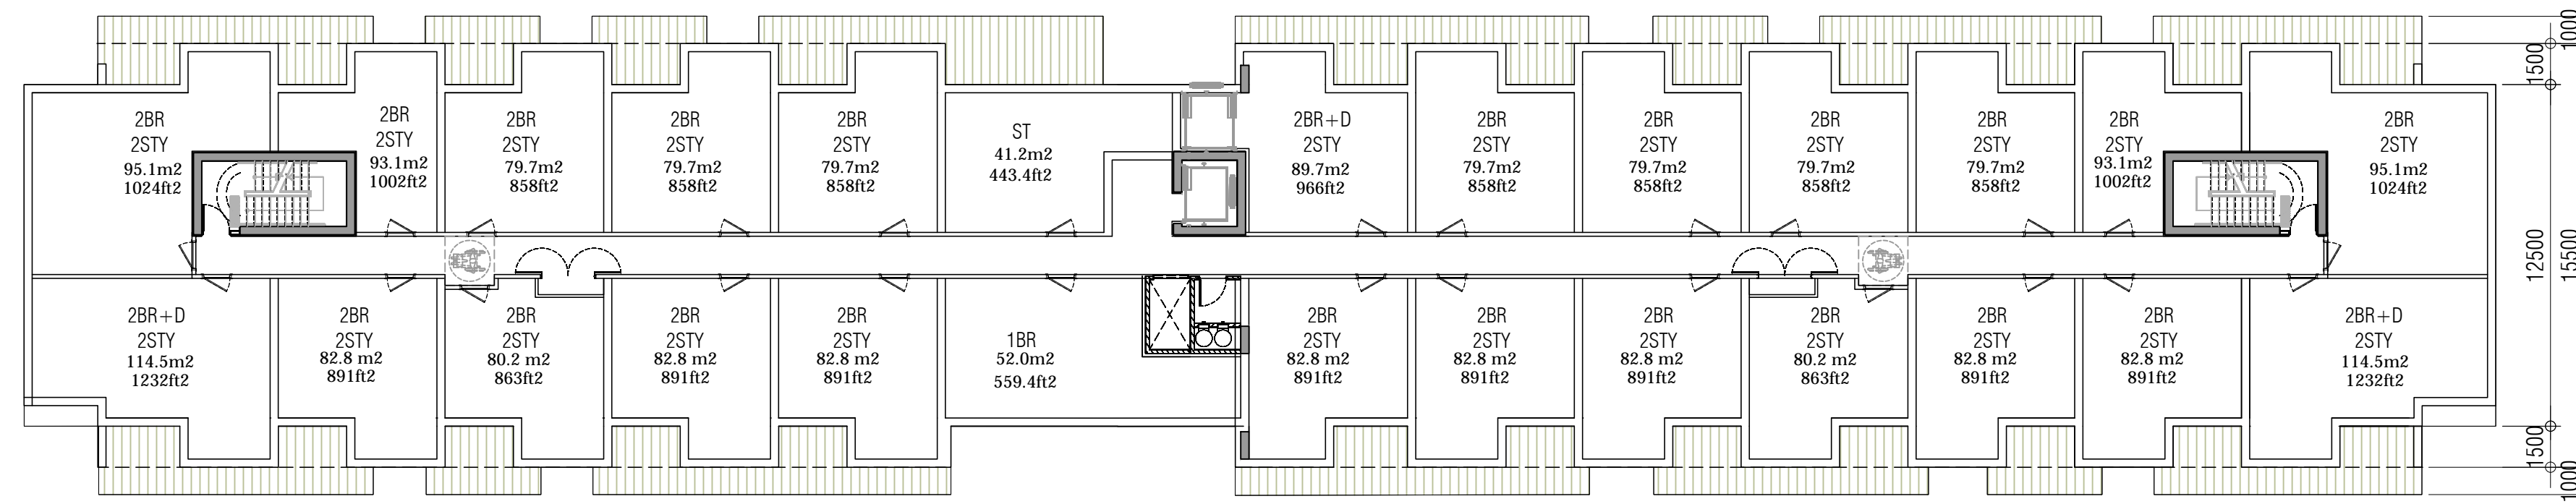 2BR
2STY
95.1m2
1024ft2
2BR
2STY
93.1m2
1002ft2
2BR
2STY
79.7m2
858ft2
2BR
2STY
79.7m2
858ft2
2BR
2STY
79.7m2
858ft2
ST
41.2m2
443.4ft2
2BR+D
2STY
89.7m2
966ft2
2BR
2STY
79.7m2
858ft2
2BR
2STY
79.7m2
858ft2
2BR
2STY
79.7m2
858ft2
2BR
2STY
79.7m2
858ft2
2BR
2STY
93.1m2
1002ft2
2BR
2STY
95.1m2
1024ft2
2BR+D
2STY
114.5m2
1232ft2
2BR
2STY
82.8 m2
891ft2
2BR
2STY
80.2 m2
863ft2
2BR
2STY
82.8 m2
891ft2
2BR
2STY
82.8 m2
891ft2
1BR
52.0m2
559.4ft2
2BR
2STY
82.8 m2
891ft2
2BR
2STY
82.8 m2
891ft2
2BR
2STY
82.8 m2
891ft2
2BR
2STY
80.2 m2
863ft2
2BR
2STY
82.8 m2
891ft2
2BR
2STY
82.8 m2
891ft2
2BR+D
2STY
114.5m2
1232ft2
1000
1500
12500
15500
1500
1000